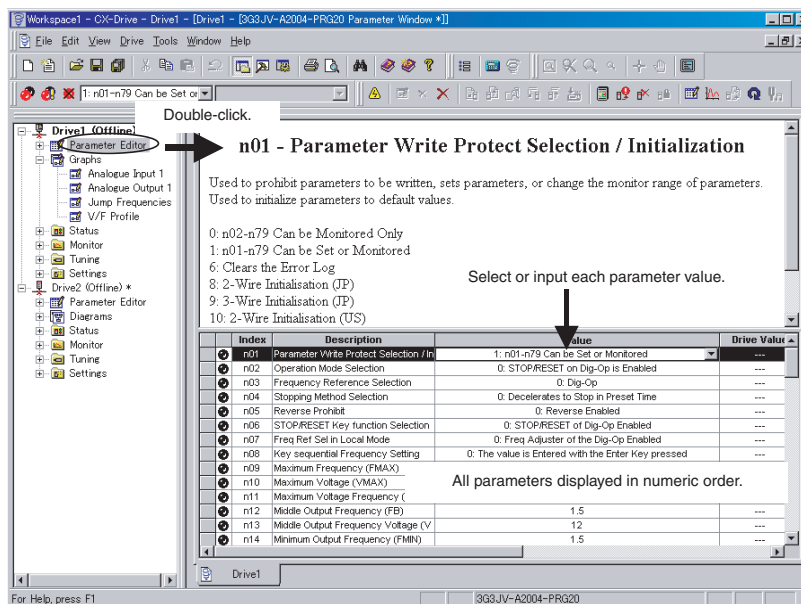 Workspace1 - CX-Drive - Drive1 - [Drive1 - [3G3JV-A2004-PRG20 Parameter Window *]]
File Edit View Drive Tools Window Help
1: n01-n79 Can be Set or
Double-click.
Drive1 (Offline)
Parameter Editor
Graphs
Analogue Input 1
Analogue Output 1
Jump Frequencies
V/F Profile
Status
Monitor
Tuning
Settings
Drive2 (Offline) *
Parameter Editor
Diagrams
Status
Monitor
Tuning
Settings
n01 - Parameter Write Protect Selection / Initialization
Used to prohibit parameters to be written, sets parameters, or change the monitor range of parameters.
Used to initialize parameters to default values.
0: n02-n79 Can be Monitored Only
1: n01-n79 Can be Set or Monitored
6: Clears the Error Log
8: 2-Wire Initialisation (JP)
9: 3-Wire Initialisation (JP)
10: 2-Wire Initialisation (US)
Select or input each parameter value.
Index Description alue Drive Value
n01 Parameter Write Protect Selection / In 1: n01-n79 Can be Set or Monitored ---
n02 Operation Mode Selection 0: STOP/RESET on Dig-Op is Enabled ---
n03 Frequency Reference Selection 0: Dig-Op ---
n04 Stopping Method Selection 0: Decelerates to Stop in Preset Time ---
n05 Reverse Prohibit 0: Reverse Enabled ---
n06 STOP/RESET Key function Selection 0: STOP/RESET of Dig-Op Enabled ---
n07 Freq Ref Sel in Local Mode 0: Freq Adjuster of the Dig-Op Enabled ---
n08 Key sequential Frequency Setting 0: The value is Entered with the Enter Key pressed ---
n09 Maximum Frequency (FMAX)
n10 Maximum Voltage (VMAX)
n11 Maximum Voltage Frequency (
All parameters displayed in numeric order.
n12 Middle Output Frequency (FB) 1.5 ---
n13 Middle Output Frequency Voltage (V 12 ---
n14 Minimum Output Frequency (FMIN) 1.5 ---
Drive1
For Help, press F1
3G3JV-A2004-PRG20